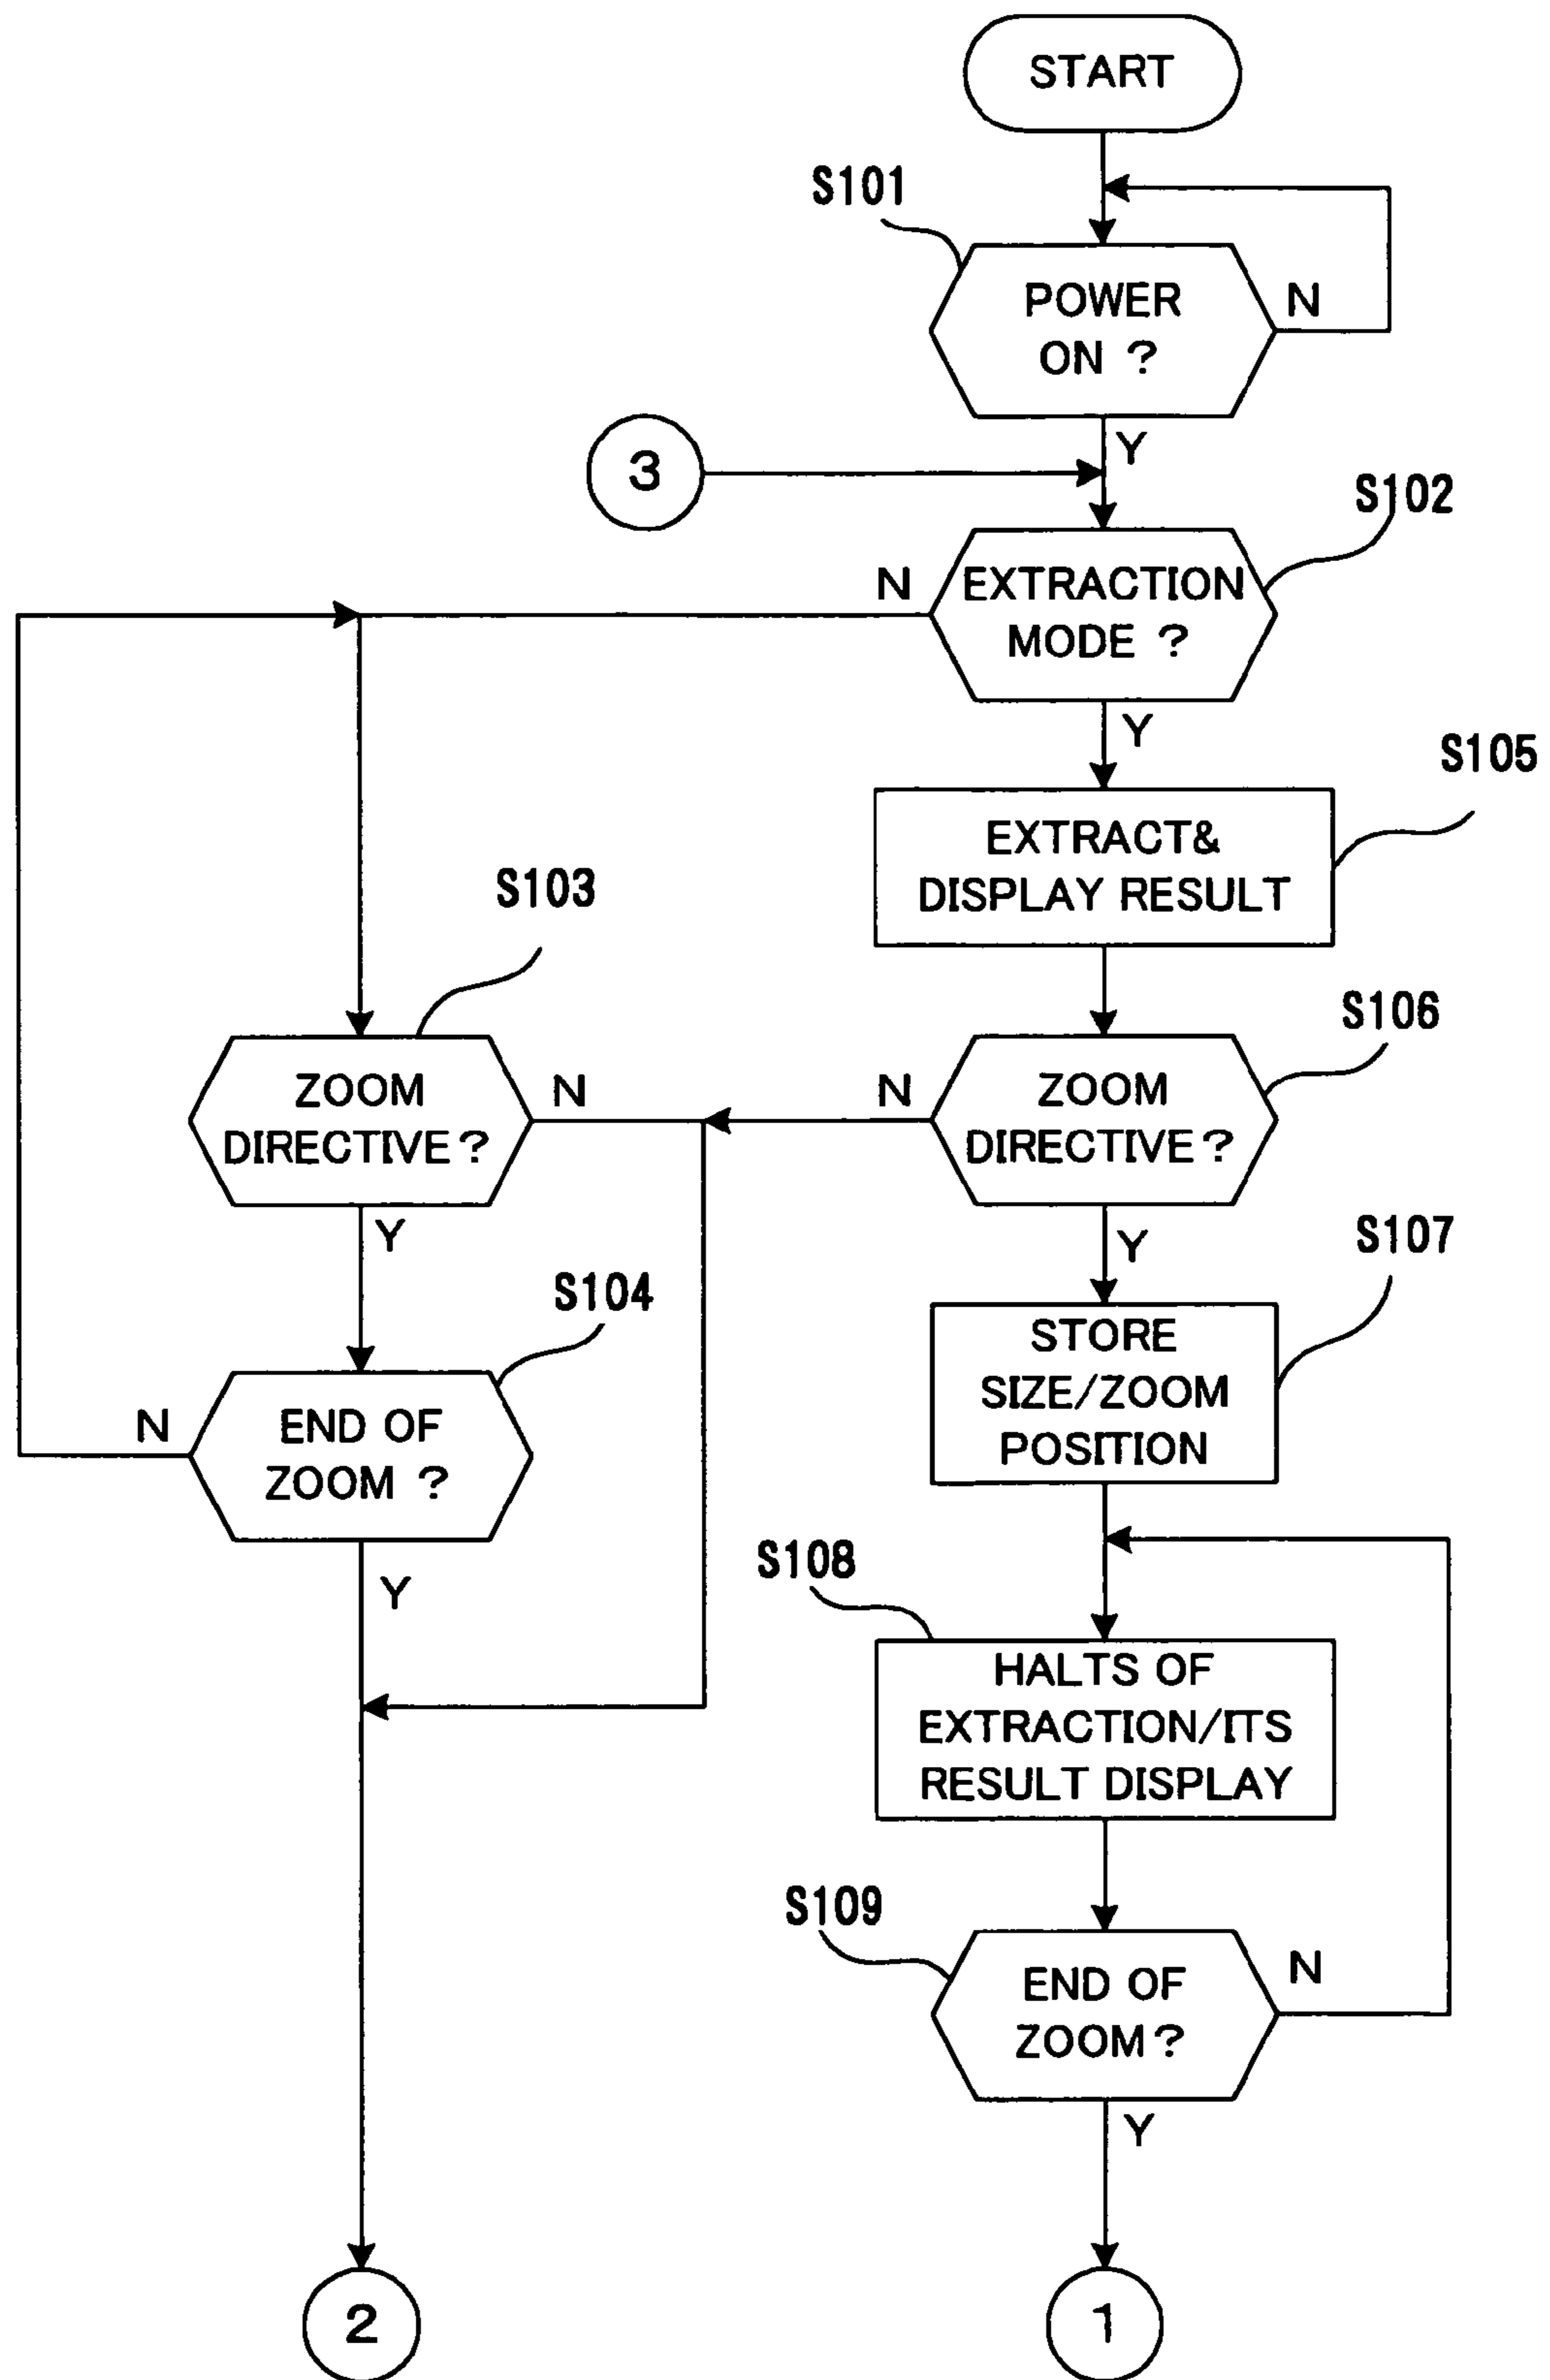 START
S101
POWER
ON ?
N
Y
3
S102
N
EXTRACTION
MODE ?
Y
S105
EXTRACT&
DISPLAY RESULT
S103
S106
ZOOM
DIRECTIVE?
N
N
ZOOM
DIRECTIVE?
Y
Y
S107
S104
STORE
SIZE/ZOOM
POSITION
N
END OF
ZOOM ?
Y
S108
HALTS OF
EXTRACTION/ITS
RESULT DISPLAY
S109
END OF
ZOOM?
N
Y
2
1